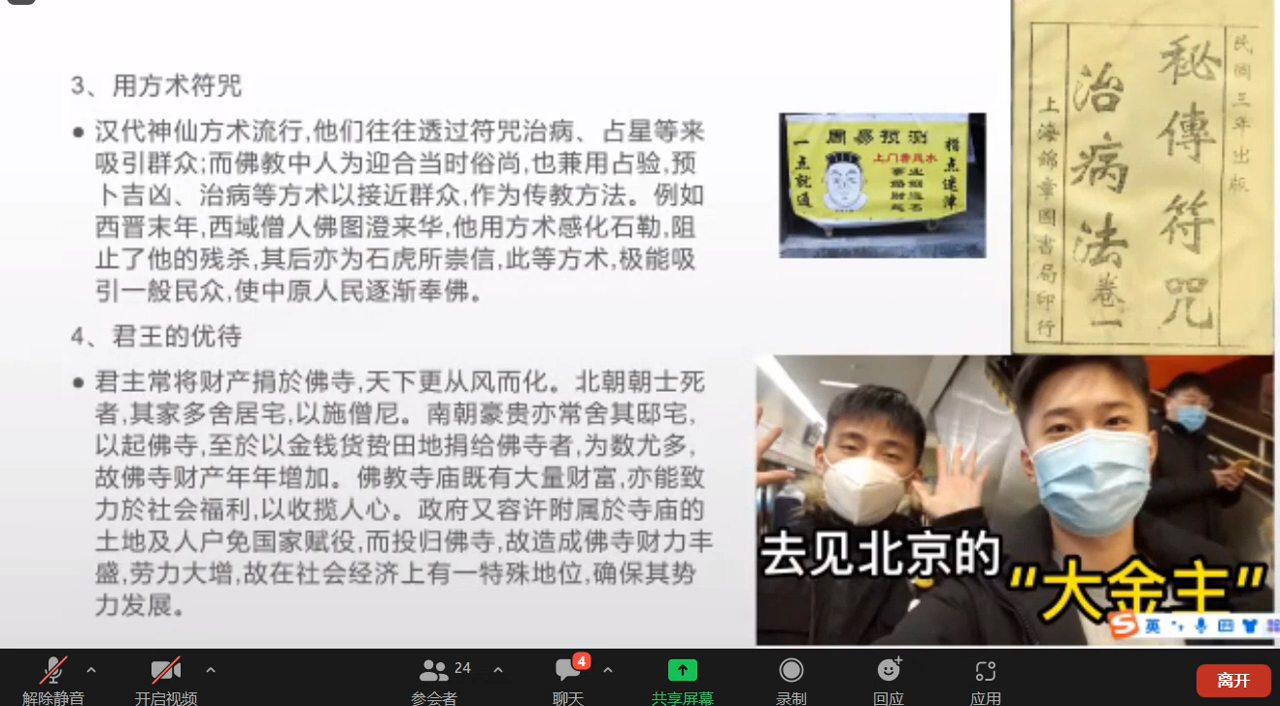 3、用方术符咒
● 汉代神仙方术流行,他们往往透过符咒治病、占星等来
吸引群众;而佛教中人为迎合当时俗尚,也兼用占验,预
卜吉凶、治病等方术以接近群众,作为传教方法。例如
西晋末年,西域僧人佛图澄来华,他用方术感化石勒,阻
止了他的残杀,其后亦为石虎所崇信,此等方术,极能吸
引一般民众,使中原人民逐渐奉佛。
4、君王的优待
● 君主常将财产捐於佛寺,天下更从风而化。北朝朝士死
者,其家多舍居宅,以施僧尼。南朝豪贵亦常舍其邸宅,
以起佛寺,至於以金钱货贽田地捐给佛寺者,为数尤多,
故佛寺财产年年增加。佛教寺庙既有大量财富,亦能致
力於社会福利,以收揽人心。政府又容许附属於寺庙的
土地及人户免国家赋役,而投归佛寺,故造成佛寺财力丰
盛,劳力大增,故在社会经济上有一特殊地位,确保其势
力发展。
周易预测
一点就通
上门看风水
指点迷津
民國三年出版
秘傳符咒
治病法卷一
上海錦章圖書局印行
去见北京的
“大金主”
英
解除静音
开启视频
24
参会者
4
聊天
共享屏幕
录制
回应
应用
离开